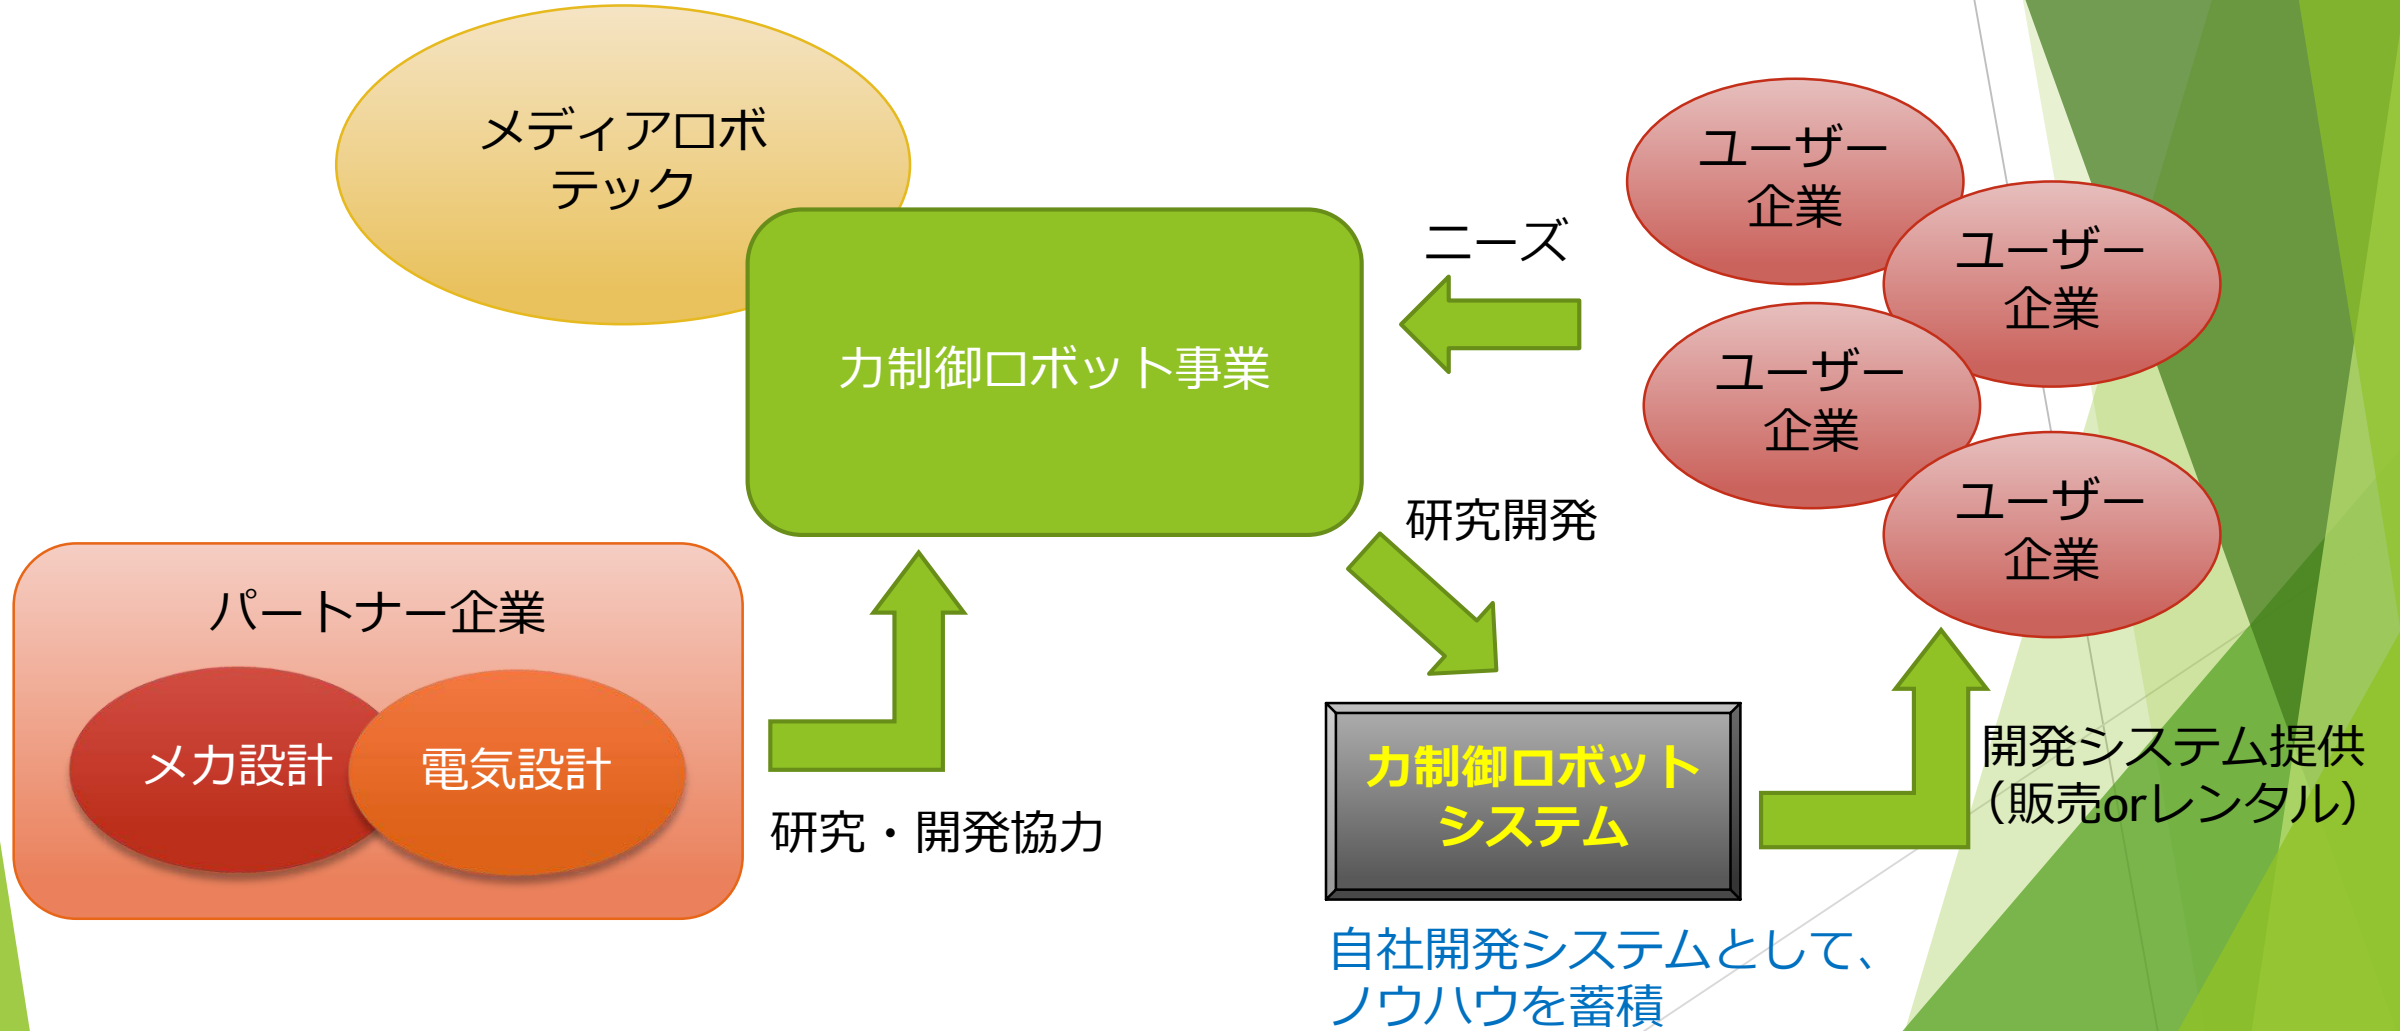 メディアロボ
テック
力制御ロボット事業
ニーズ
ユーザー
企業
ユーザー
企業
ユーザー
企業
ユーザー
企業
研究開発
パートナー企業
メカ設計
電気設計
研究・開発協力
力制御ロボット
システム
開発システム提供
（販売orレンタル）
自社開発システムとして、
ノウハウを蓄積